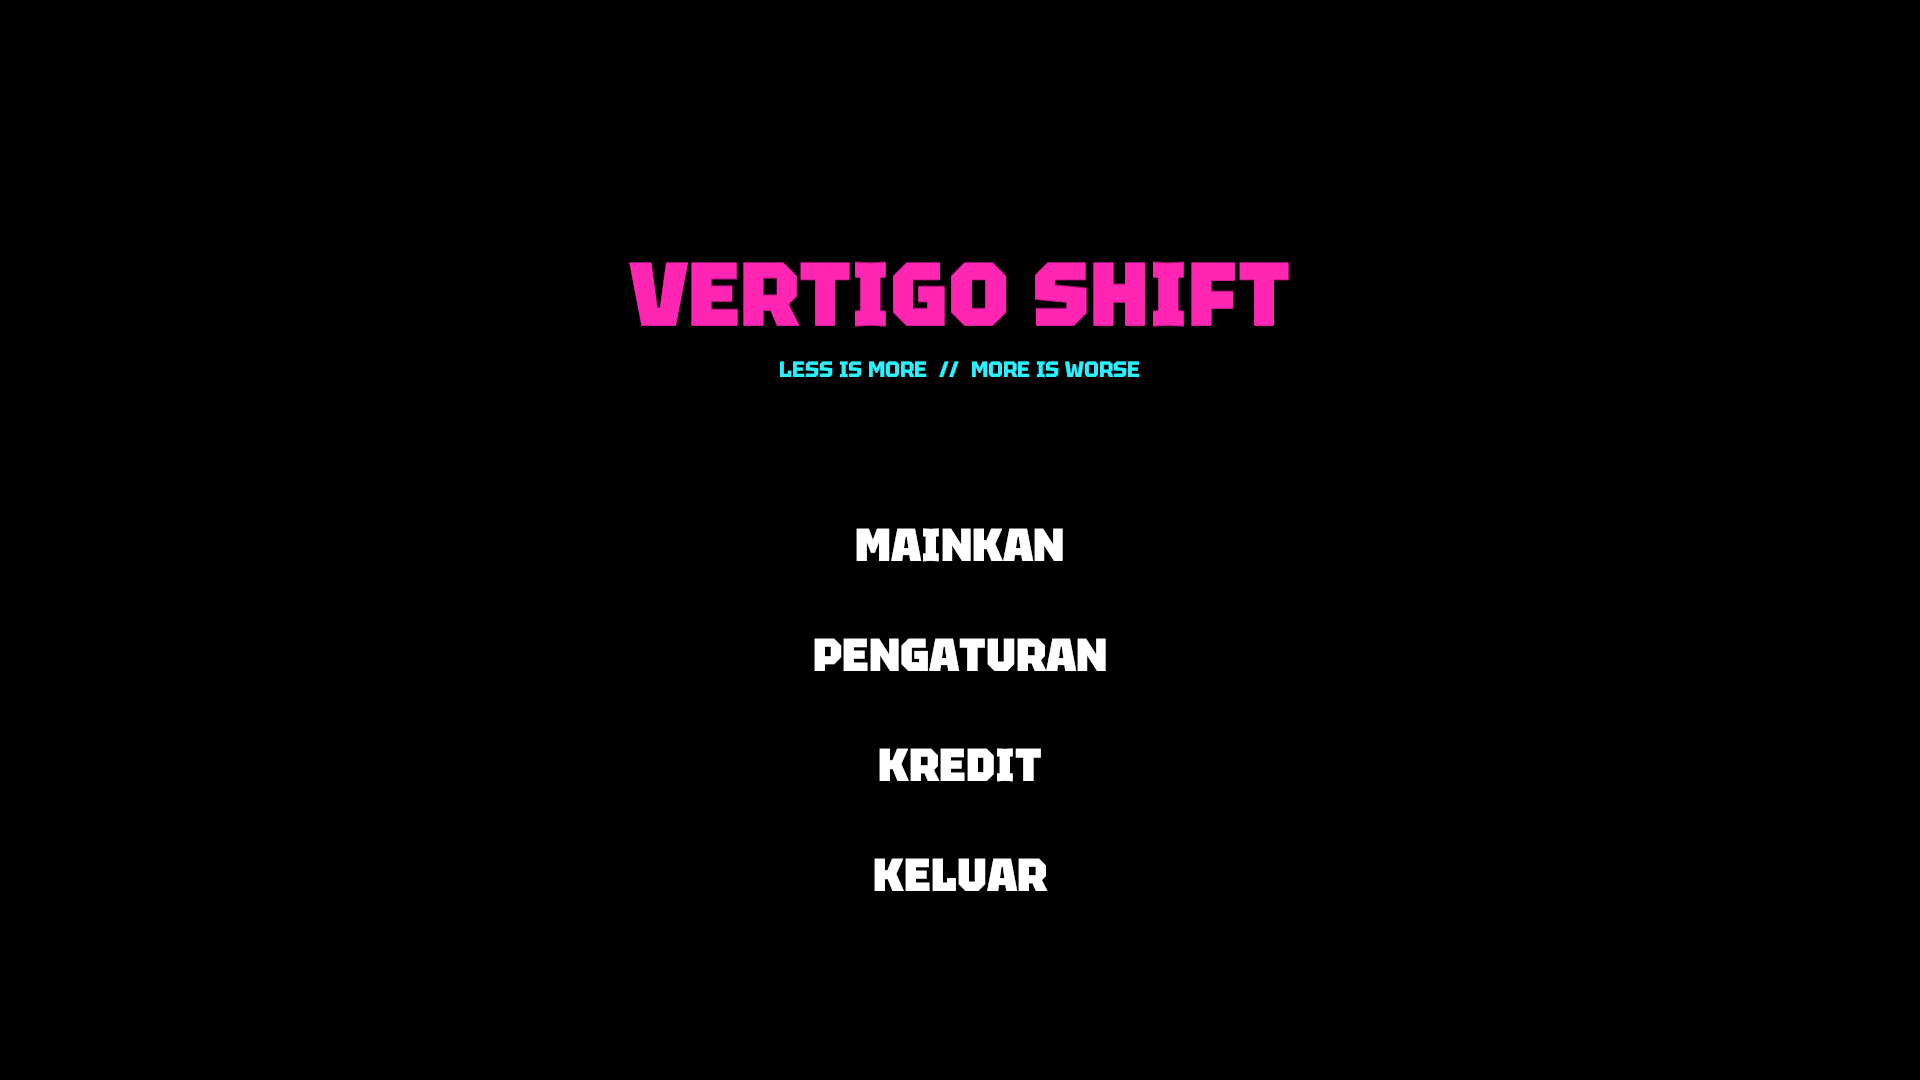 VERTIGO SHIFT
LESS IS MORE // MORE IS WORSE
MAINKAN
PENGATURAN
KREDIT
KELUAR